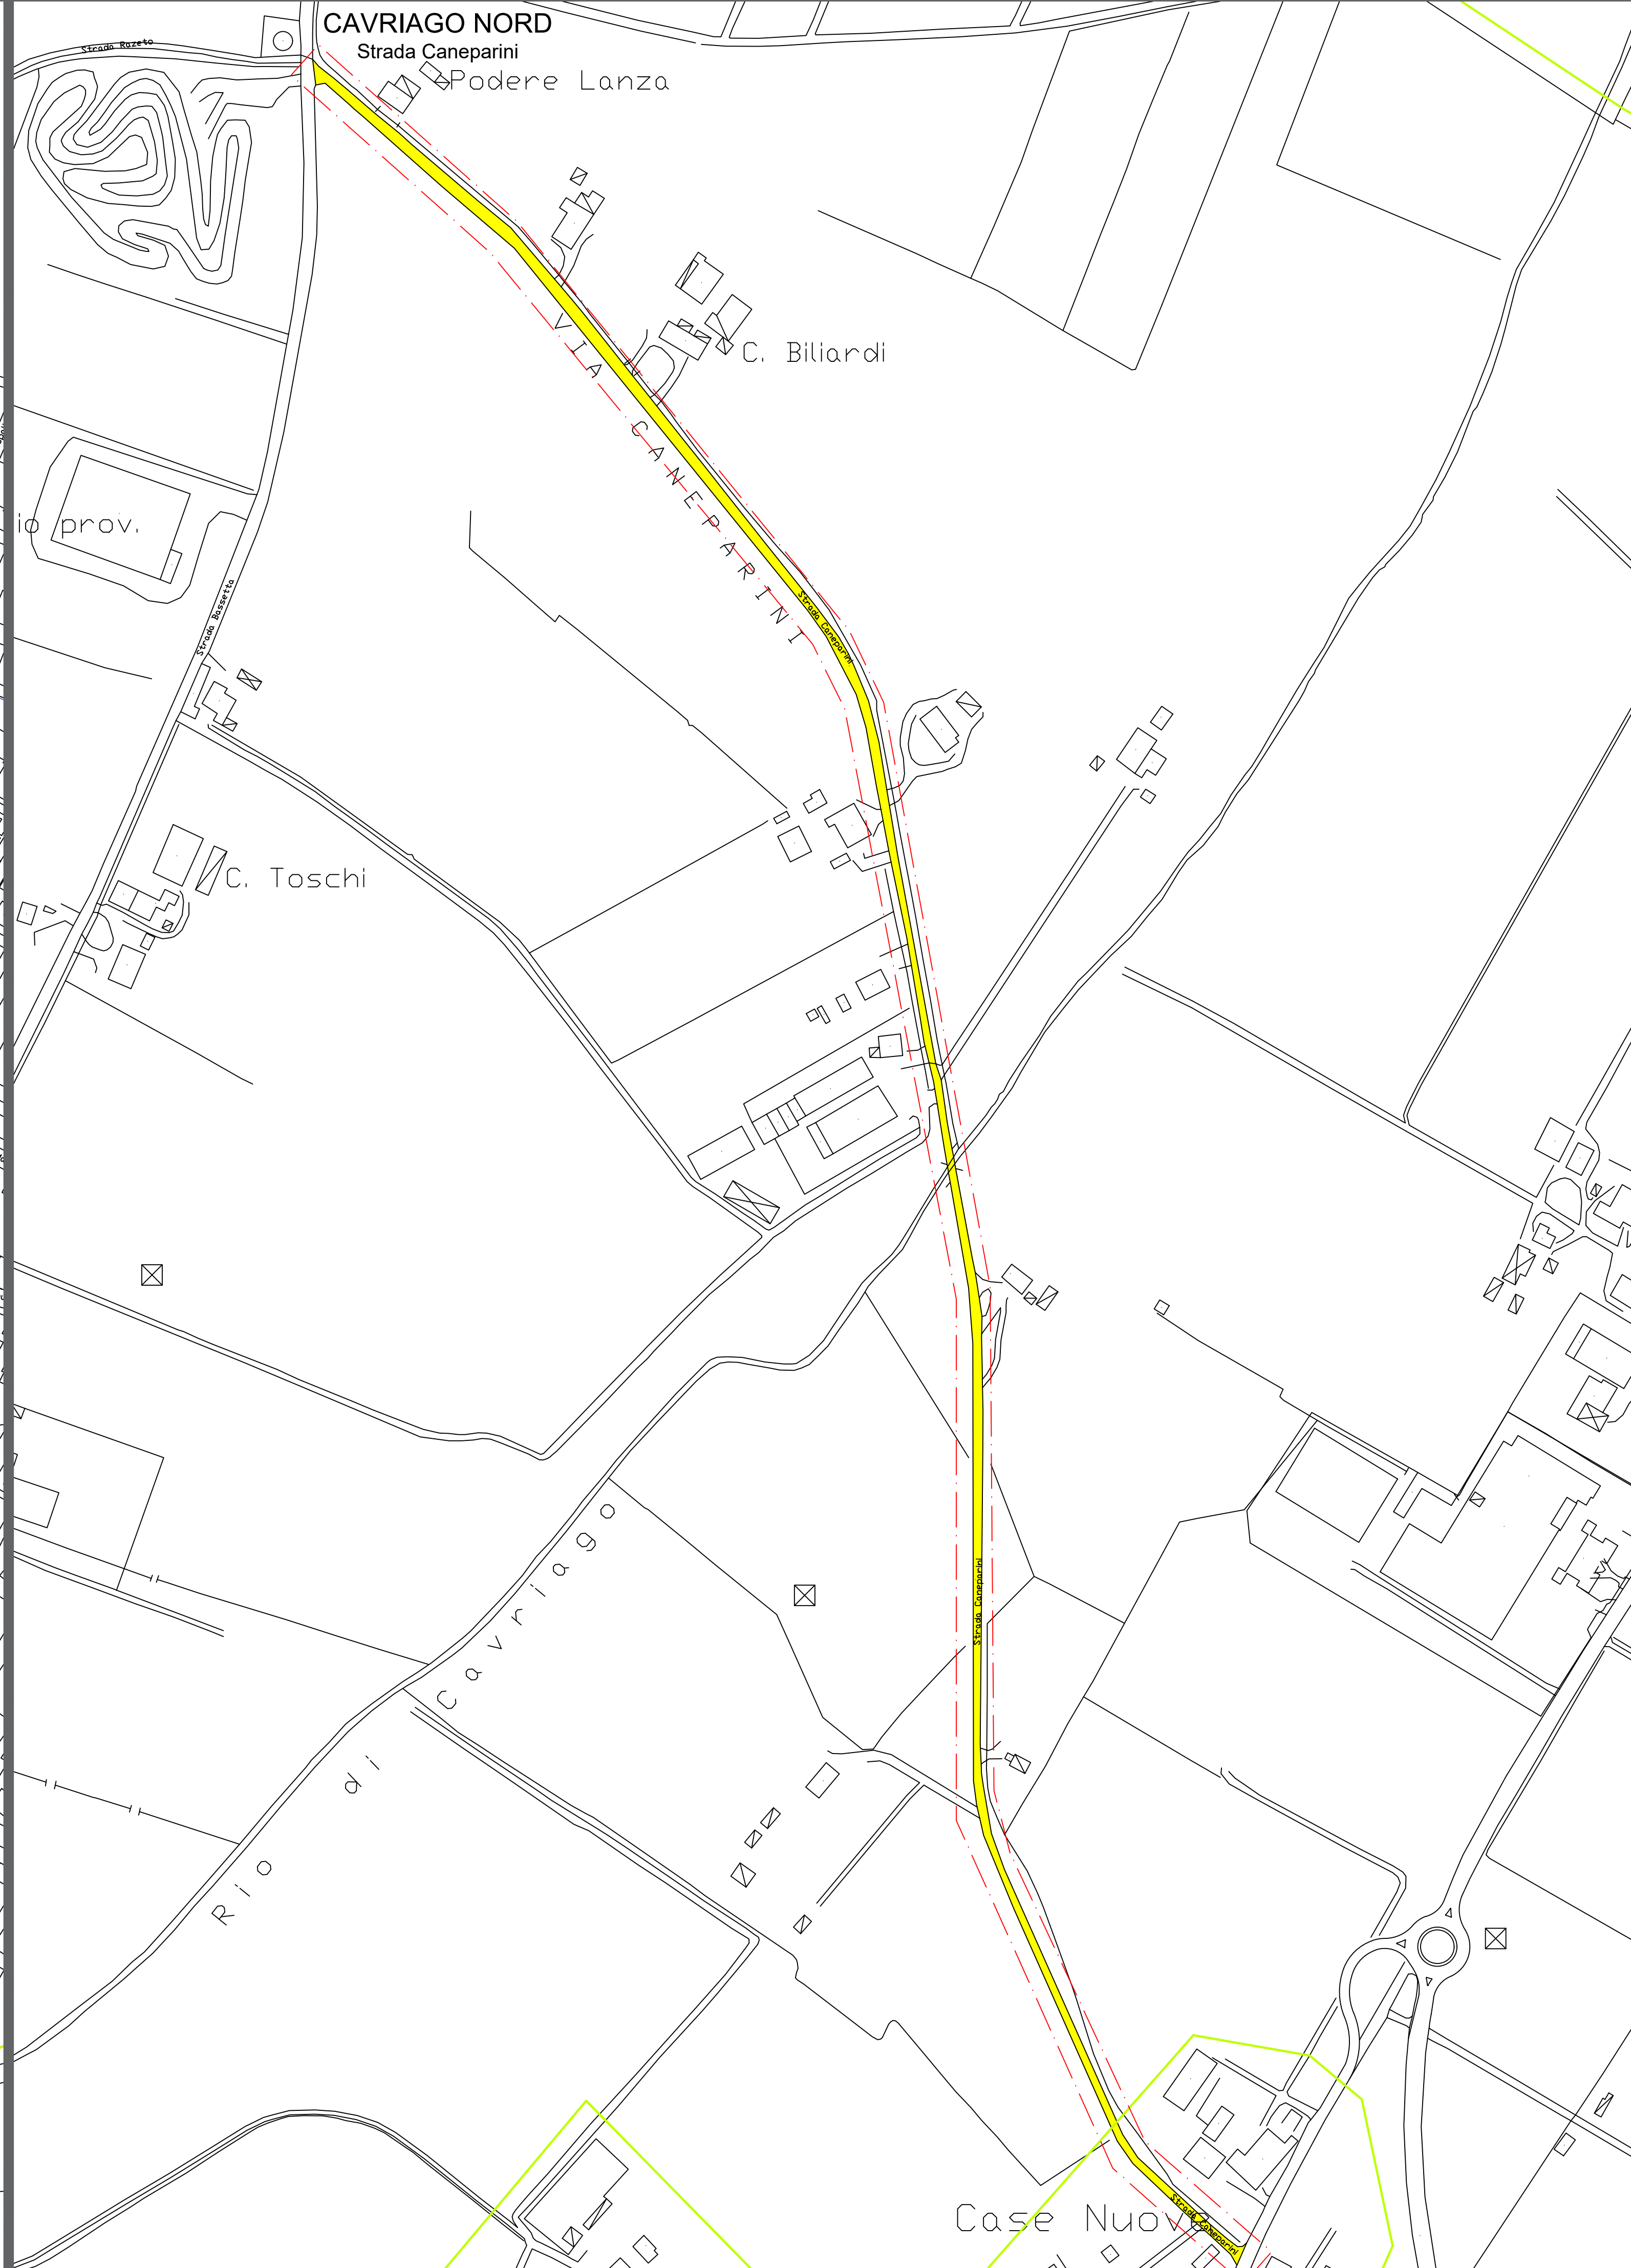 CAVRIAGO NORD
Strada Caneparini
Strada Razeto
Podere Lanza
C. Biliardi
VIA CANEPARINI
io prov.
Strada Caneparini
Strada Bassetta
C. Toschi
Rio di Cavriago
Strada Caneparini
Case Nuove
Strada Caneparini